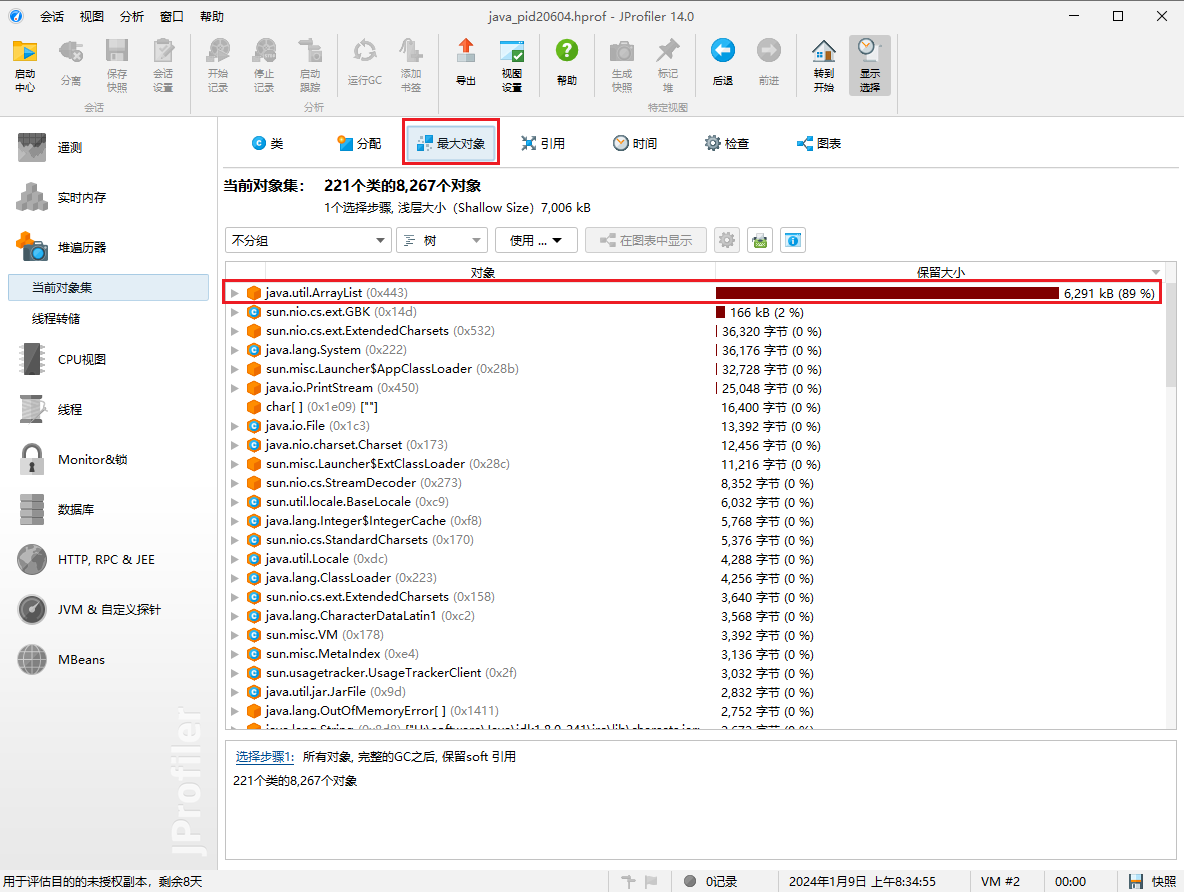 java_pid20604.hprof - JProfiler 14.0
会话 视图 分析 窗口 帮助
启动中心 分离 保存快照 会话设置 开始记录 停止记录 启动跟踪 运行GC 添加书签 导出 视图设置 帮助 生成快照 标记堆 后退 前进 转到开始 显示选择
会话 分析 特定视图
遥测
实时内存
堆遍历器
当前对象集
线程转储
CPU视图
线程
Monitor&锁
数据库
HTTP, RPC & JEE
JVM & 自定义探针
MBeans
JProfiler
类 分配 最大对象 引用 时间 检查 图表
当前对象集： 221个类的8,267个对象
1个选择步骤, 浅层大小（Shallow Size）7,006 kB
不分组 树 使用 ... 在图表中显示
对象 保留大小
java.util.ArrayList (0x443) 6,291 kB (89 %)
sun.nio.cs.ext.GBK (0x14d) 166 kB (2 %)
sun.nio.cs.ext.ExtendedCharsets (0x532) 36,320 字节 (0 %)
java.lang.System (0x222) 36,176 字节 (0 %)
sun.misc.Launcher$AppClassLoader (0x28b) 32,728 字节 (0 %)
java.io.PrintStream (0x450) 25,048 字节 (0 %)
char[ ] (0x1e09) [""] 16,400 字节 (0 %)
java.io.File (0x1c3) 13,392 字节 (0 %)
java.nio.charset.Charset (0x173) 12,456 字节 (0 %)
sun.misc.Launcher$ExtClassLoader (0x28c) 11,216 字节 (0 %)
sun.nio.cs.StreamDecoder (0x273) 8,352 字节 (0 %)
sun.util.locale.BaseLocale (0xc9) 6,032 字节 (0 %)
java.lang.Integer$IntegerCache (0xf8) 5,768 字节 (0 %)
sun.nio.cs.StandardCharsets (0x170) 5,376 字节 (0 %)
java.util.Locale (0xdc) 4,288 字节 (0 %)
java.lang.ClassLoader (0x223) 4,256 字节 (0 %)
sun.nio.cs.ext.ExtendedCharsets (0x158) 3,640 字节 (0 %)
java.lang.CharacterDataLatin1 (0xc2) 3,568 字节 (0 %)
sun.misc.VM (0x178) 3,392 字节 (0 %)
sun.misc.MetaIndex (0xe4) 3,136 字节 (0 %)
sun.usagetracker.UsageTrackerClient (0x2f) 3,032 字节 (0 %)
java.util.jar.JarFile (0x9d) 2,832 字节 (0 %)
java.lang.OutOfMemoryError[ ] (0x1411) 2,752 字节 (0 %)
选择步骤1: 所有对象, 完整的GC之后, 保留soft 引用
221个类的8,267个对象
用于评估目的的未授权副本，剩余8天 0记录 2024年1月9日 上午8:34:55 VM #2 00:00 快照